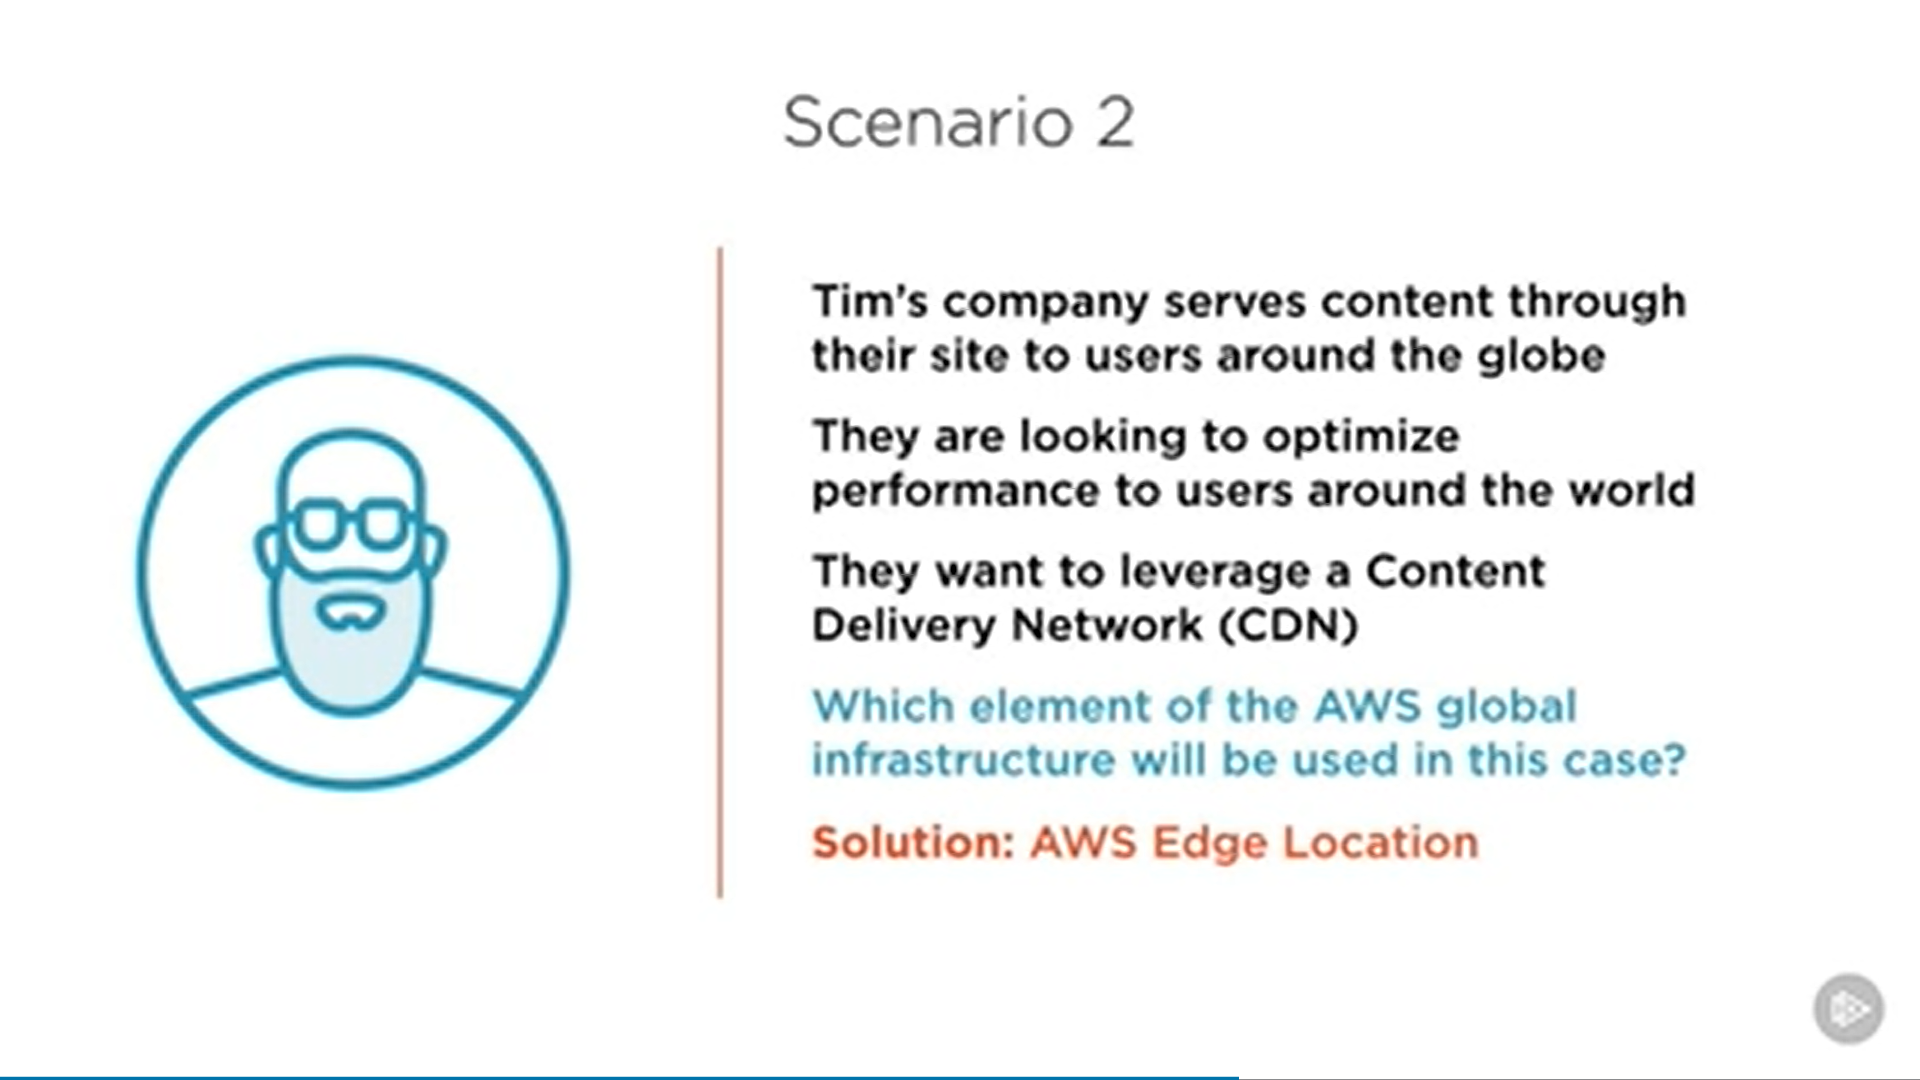 Scenario 2
Tim's company serves content through
their site to users around the globe
They are looking to optimize
performance to users around the world
They want to leverage a Content
Delivery Network (CDN)
Which element of the AWS global
infrastructure will be used in this case?
Solution: AWS Edge Location